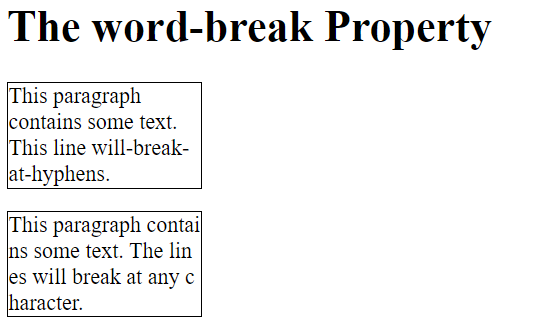 The word-break Property
This paragraph
contains some text.
This line will-break-
at-hyphens.
This paragraph contai
ns some text. The lin
es will break at any c
haracter.